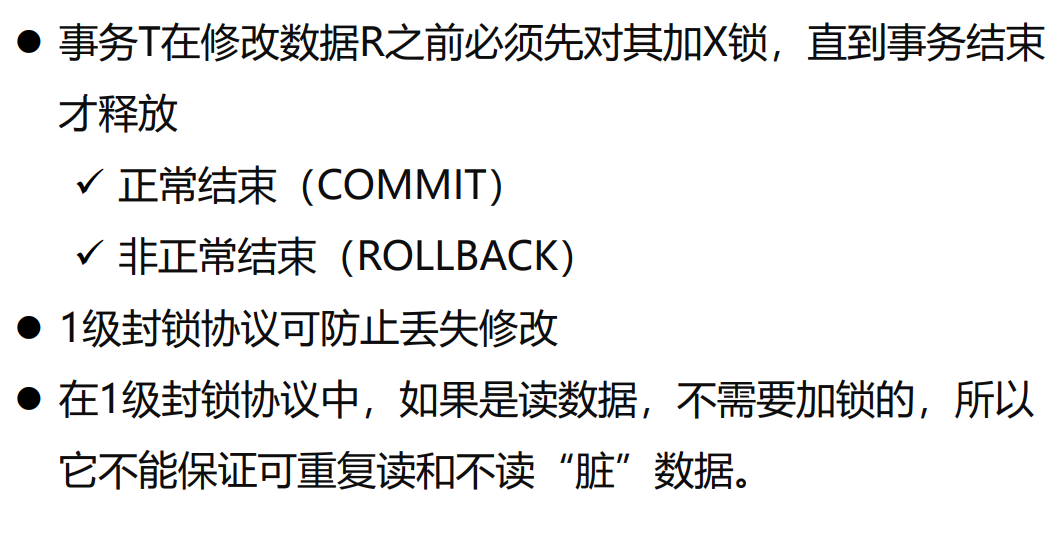 ● 事务T在修改数据R之前必须先对其加X锁，直到事务结束
才释放
✓ 正常结束（COMMIT）
✓ 非正常结束（ROLLBACK）
● 1级封锁协议可防止丢失修改
● 在1级封锁协议中，如果是读数据，不需要加锁的，所以
它不能保证可重复读和不读“脏”数据。